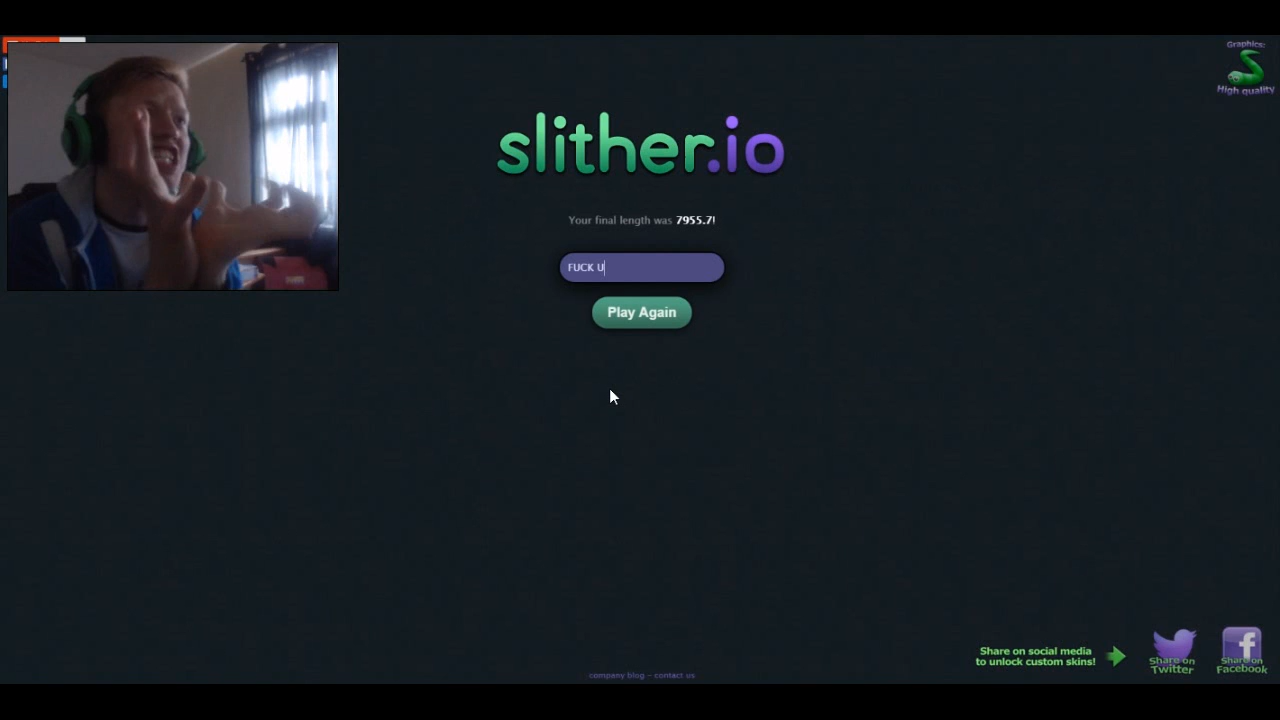 Graphics:
High quality
slither.io
Your final length was 7955.7!
FUCK U
Play Again
Share on social media
to unlock custom skins!
Share on
Twitter
Share on
Facebook
company blog - contact us